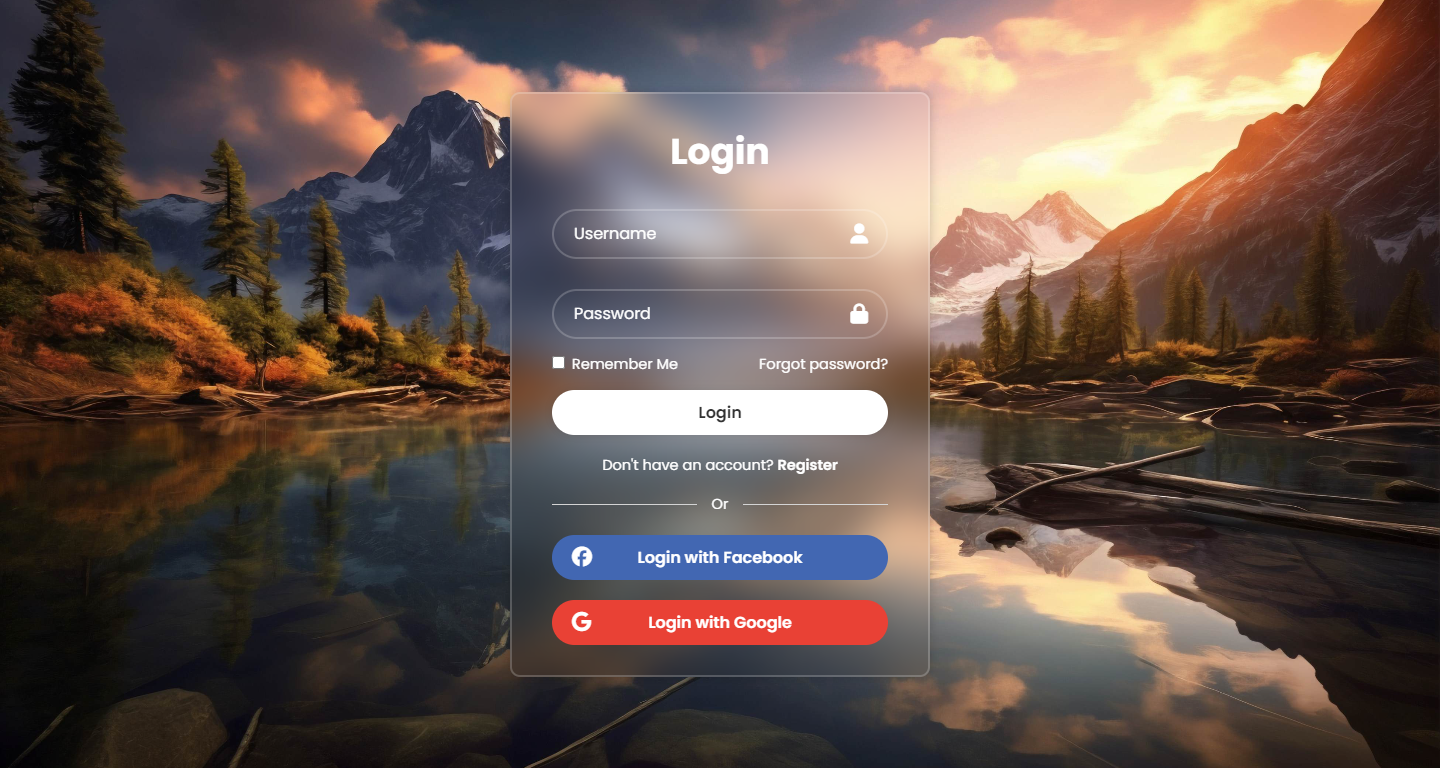 Login
Username
Password
Remember Me Forgot password?
Login
Don't have an account? Register
Or
Login with Facebook
Login with Google